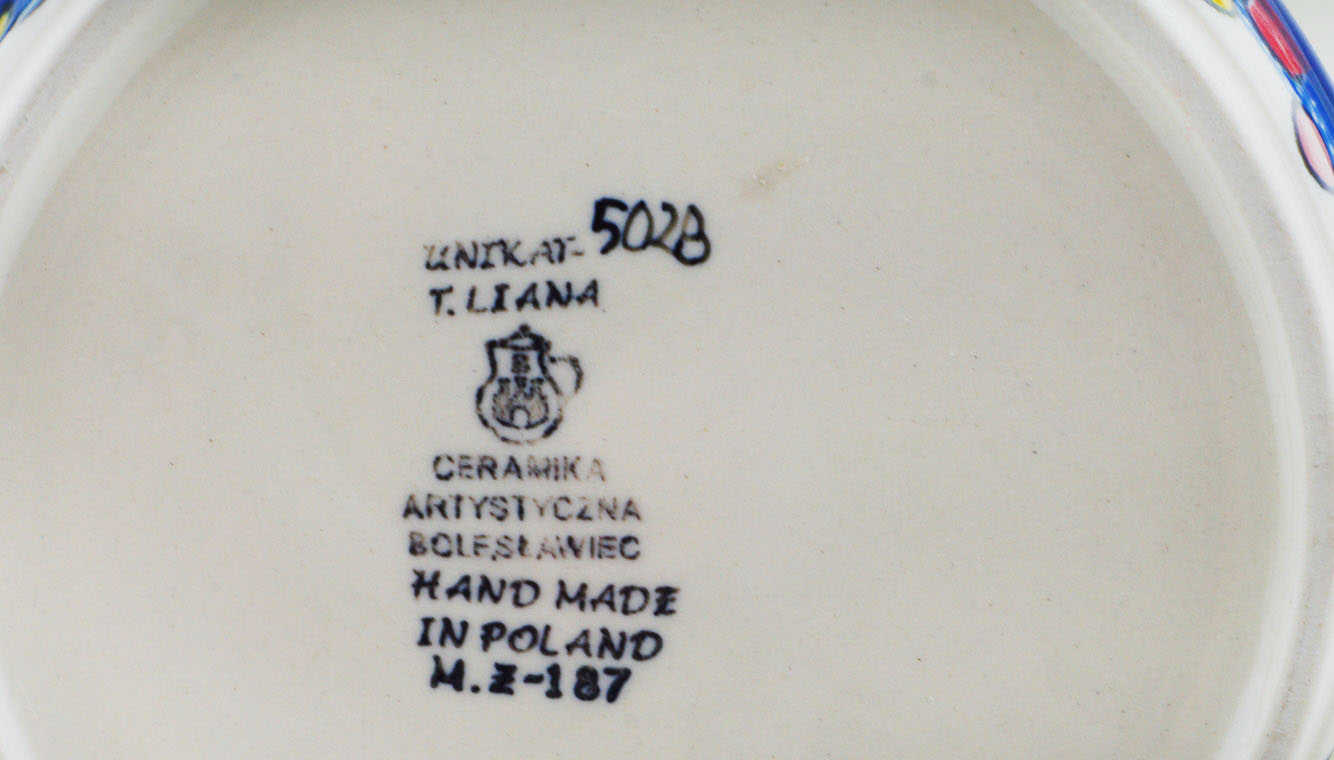 UNIKAT-5028
T. LIANA
B
CERAMIKA
ARTYSTYCZNA
BOLESŁAWIEC
HAND MADE
IN POLAND
M.Z-187